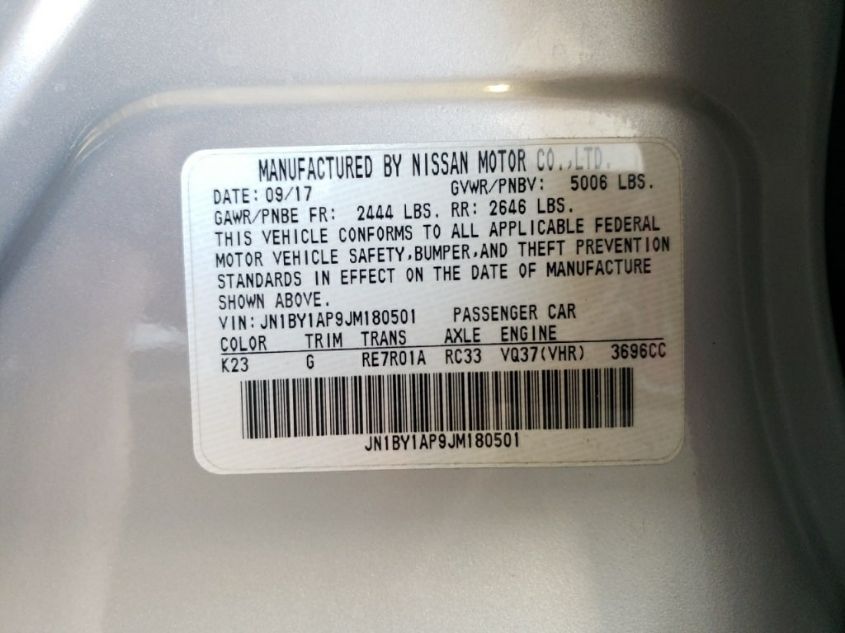 MANUFACTURED BY NISSAN MOTOR CO.,LTD.
DATE: 09/17 GVWR/PNBV: 5006 LBS.
GAWR/PNBE FR: 2444 LBS. RR: 2646 LBS.
THIS VEHICLE CONFORMS TO ALL APPLICABLE FEDERAL
MOTOR VEHICLE SAFETY,BUMPER,AND THEFT PREVENTION
STANDARDS IN EFFECT ON THE DATE OF MANUFACTURE
SHOWN ABOVE.
VIN: JN1BY1AP9JM180501 PASSENGER CAR
COLOR TRIM TRANS AXLE ENGINE
K23 G RE7R01A RC33 VQ37(VHR) 3696CC
JN1BY1AP9JM180501